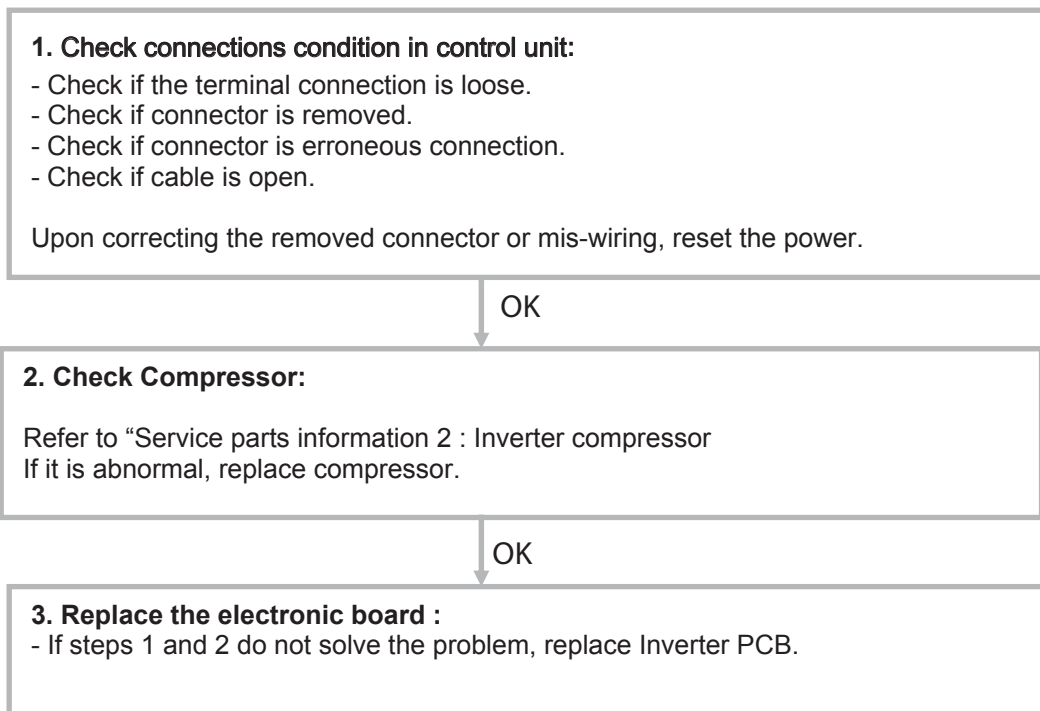 1. Check connections condition in control unit:
- Check if the terminal connection is loose.
- Check if connector is removed.
- Check if connector is erroneous connection.
- Check if cable is open.
Upon correcting the removed connector or mis-wiring, reset the power.
OK
2. Check Compressor:
Refer to “Service parts information 2 : Inverter compressor
If it is abnormal, replace compressor.
OK
3. Replace the electronic board :
- If steps 1 and 2 do not solve the problem, replace Inverter PCB.